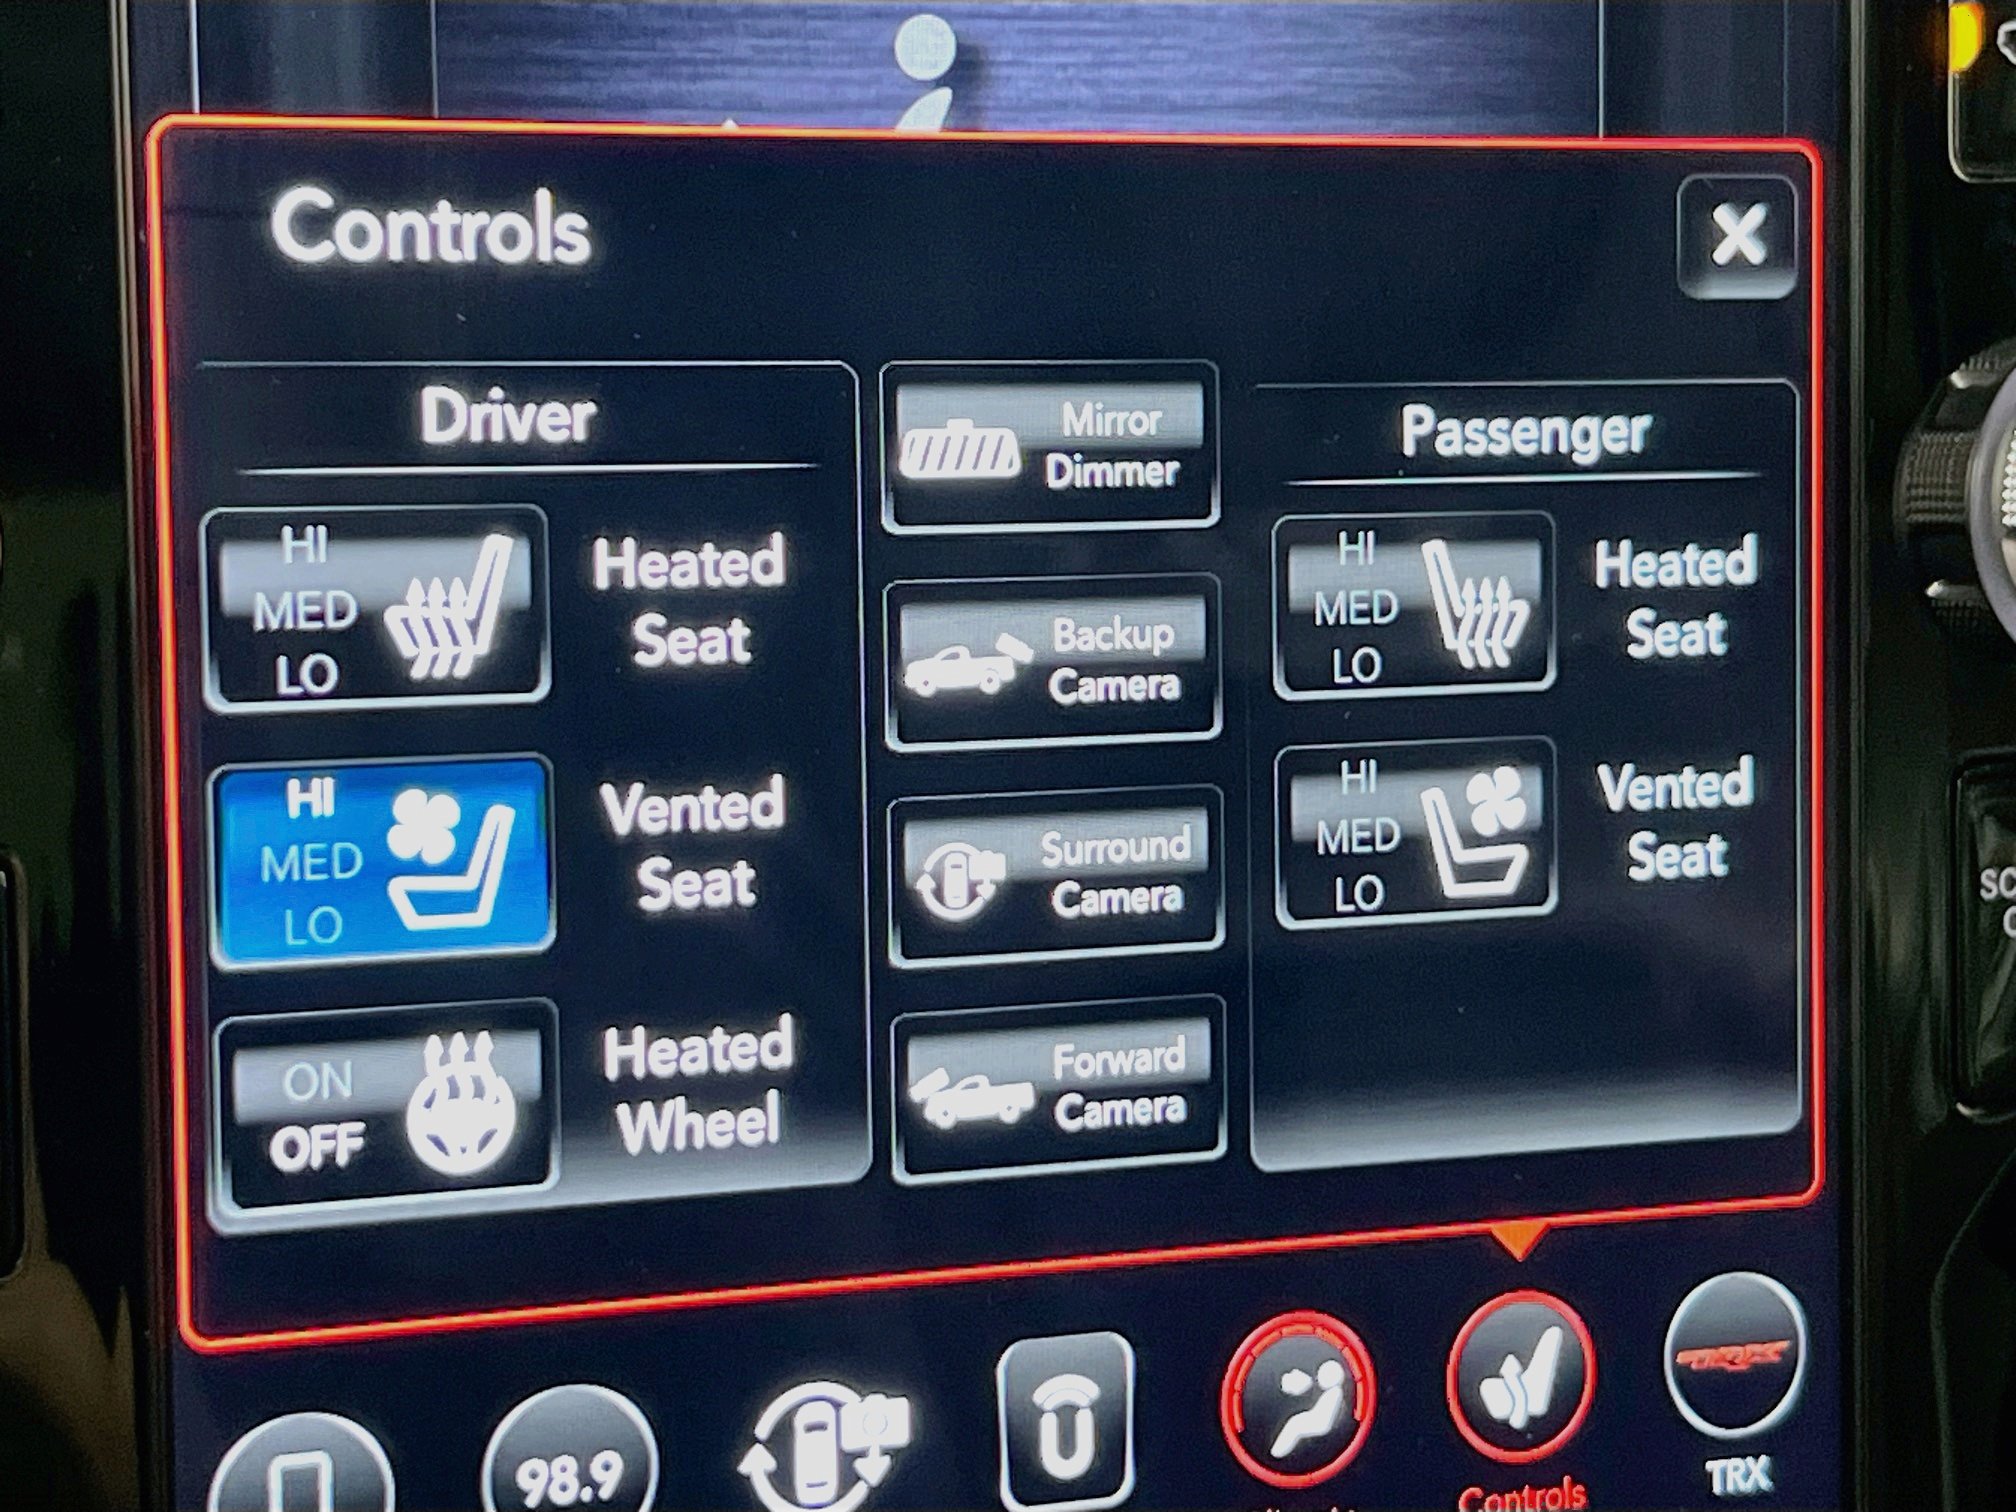 Controls
X
Driver
HI
MED
LO
Heated
Seat
HI
MED
LO
Vented
Seat
ON
OFF
Heated
Wheel
Mirror
Dimmer
Backup
Camera
Surround
Camera
Forward
Camera
Passenger
HI
MED
LO
Heated
Seat
HI
MED
LO
Vented
Seat
98.9
Controls
TRX
TRX